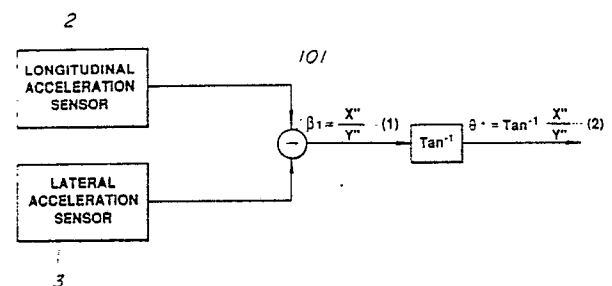 2
101
LONGITUDINAL
ACCELERATION
SENSOR
β1 = X"/Y" ···(1)
Tan⁻¹
θ* = Tan⁻¹ X"/Y" ···(2)
LATERAL
ACCELERATION
SENSOR
3